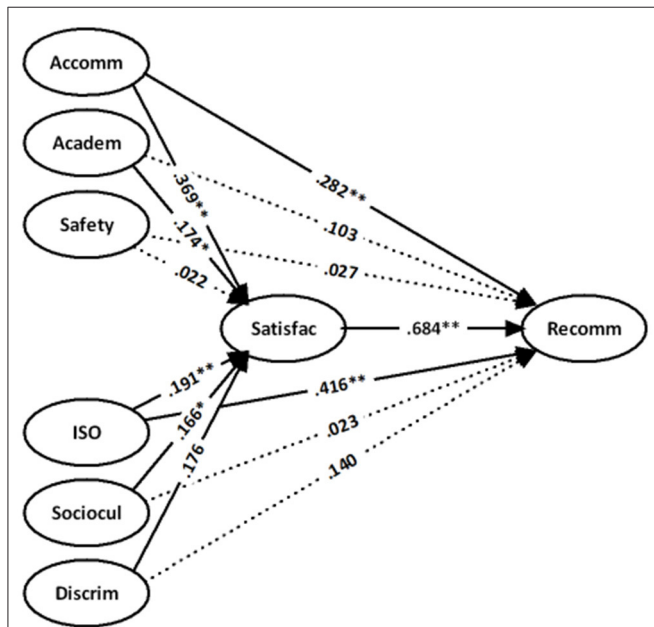 Accomm
Academ
Safety
.369**
.282**
.174*
.103
.022
.027
Satisfac
.684**
Recomm
.191**
.416**
ISO
.166*
.023
.176
.140
Sociocul
Discrim